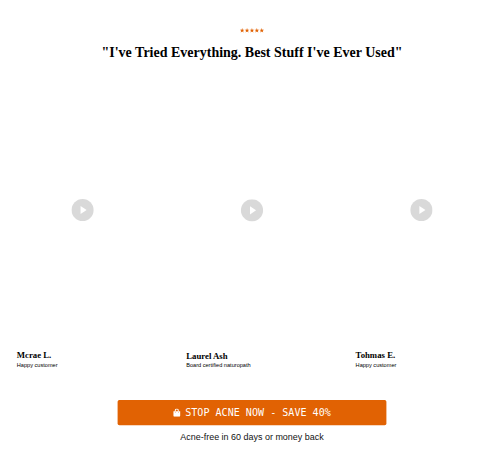 "I've Tried Everything. Best Stuff I've Ever Used"
Mcrae L.
Happy customer
Laurel Ash
Board certified naturopath
Tohmas E.
Happy customer
STOP ACNE NOW - SAVE 40%
Acne-free in 60 days or money back